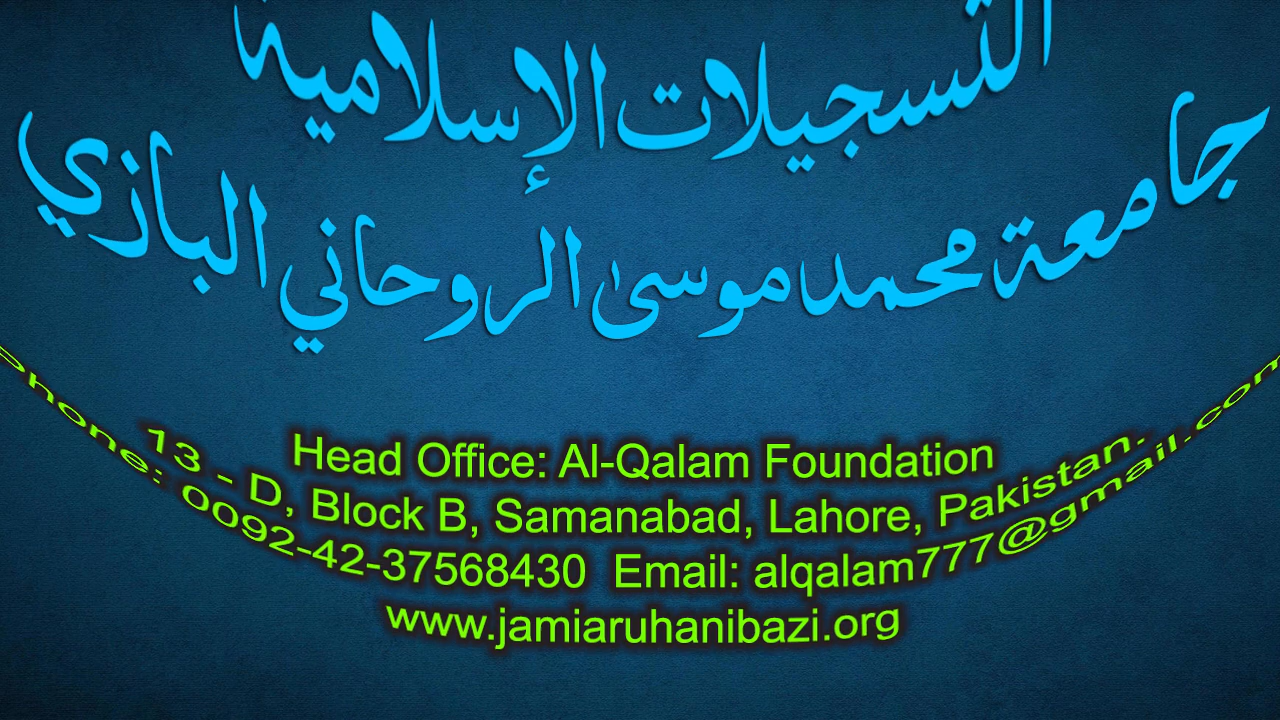 التسجيلات الإسلامية
جامعة محمد موسىٰ الروحاني البازي
Head Office: Al-Qalam Foundation
13 - D, Block B, Samanabad, Lahore, Pakistan.
Phone: 0092-42-37568430 Email: alqalam777@gmail.com
www.jamiaruhanibazi.org